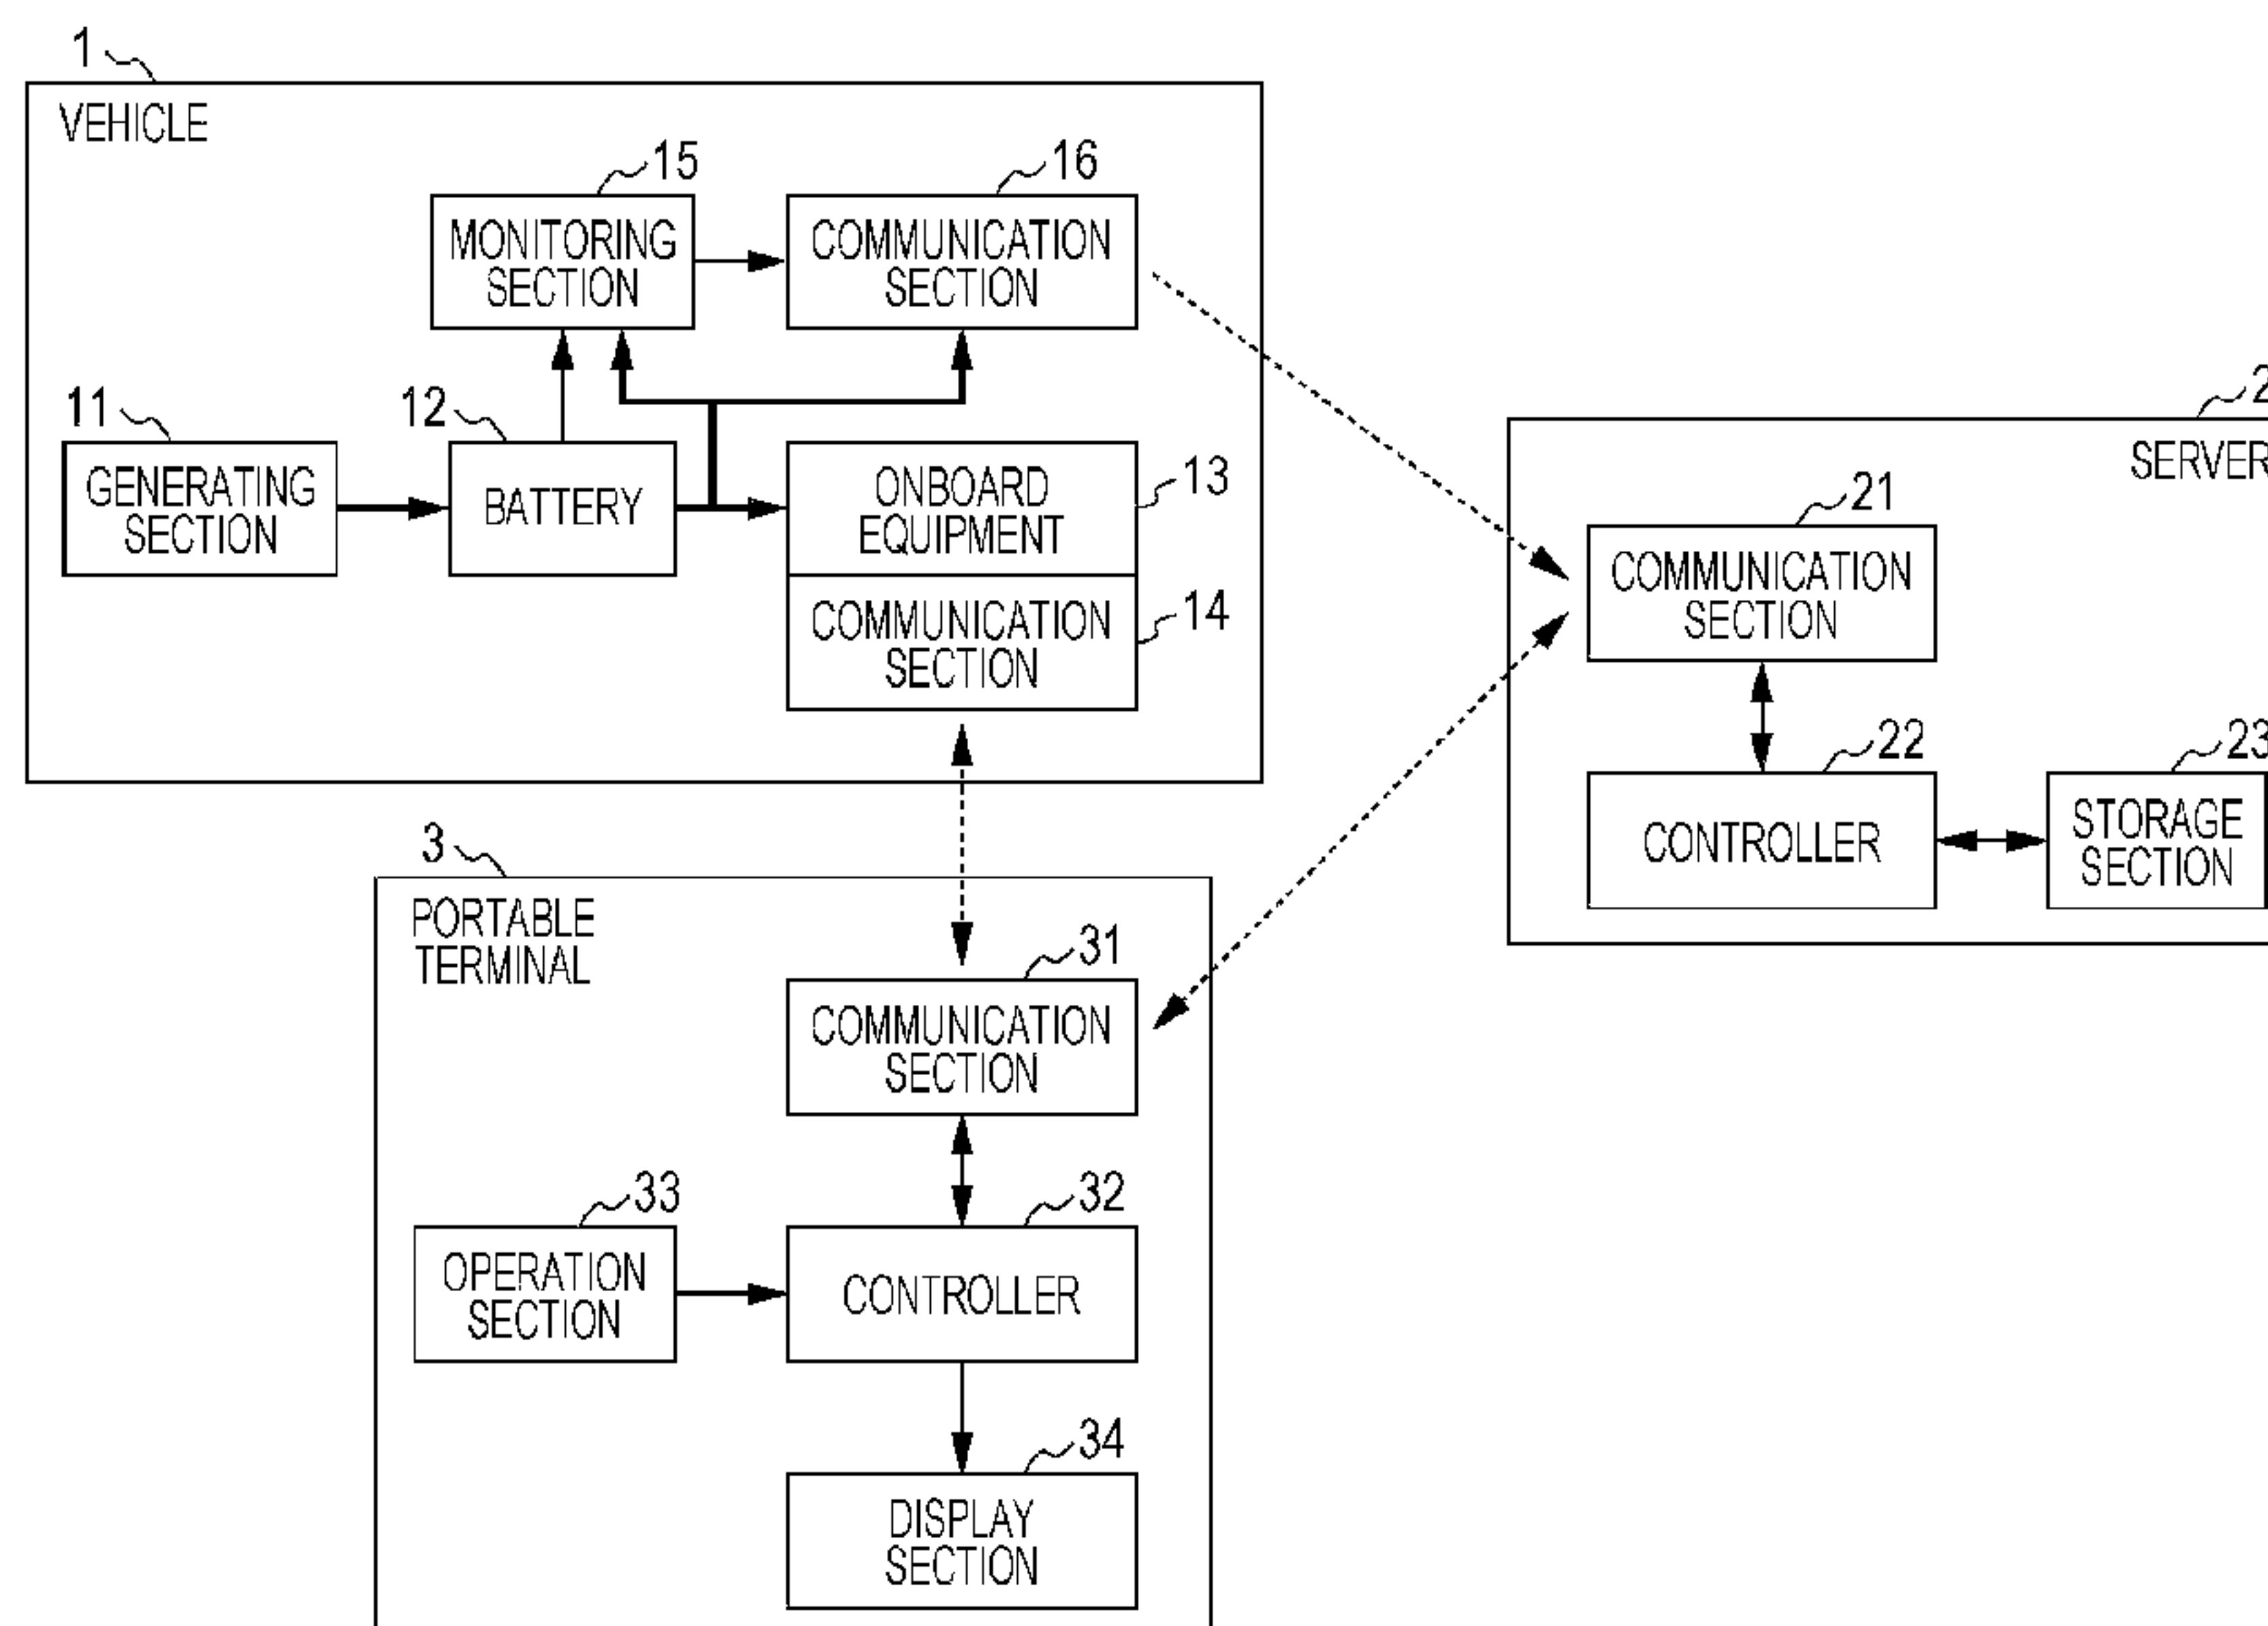 1
VEHICLE
15
16
MONITORING
SECTION
COMMUNICATION
SECTION
11
12
GENERATING
SECTION
BATTERY
ONBOARD
EQUIPMENT
13
COMMUNICATION
SECTION
14
2
SERVER
21
COMMUNICATION
SECTION
22
23
CONTROLLER
STORAGE
SECTION
3
PORTABLE
TERMINAL
31
COMMUNICATION
SECTION
33
32
OPERATION
SECTION
CONTROLLER
34
DISPLAY
SECTION